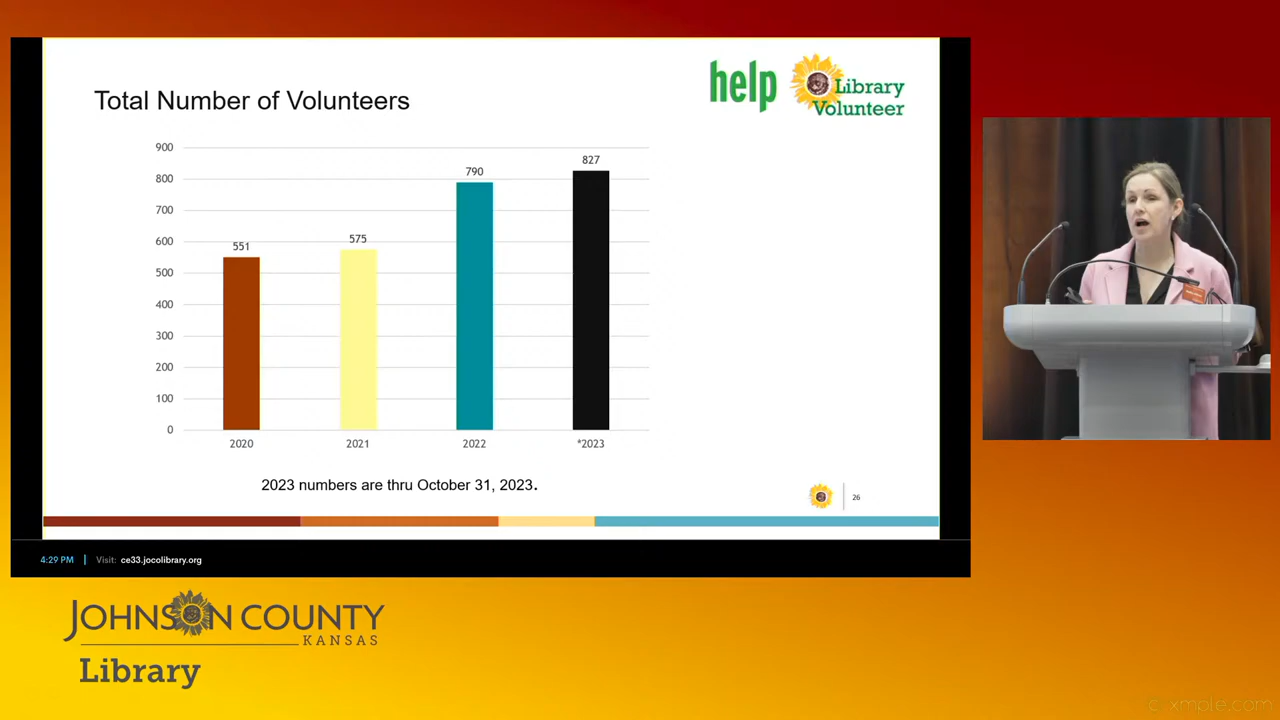 Total Number of Volunteers
help
Library
Volunteer
900
800
700
600
500
400
300
200
100
0
551
575
790
827
2020
2021
2022
*2023
2023 numbers are thru October 31, 2023.
26
4:29 PM | Visit: ce33.jocolibrary.org
JOHNSON COUNTY
KANSAS
Library